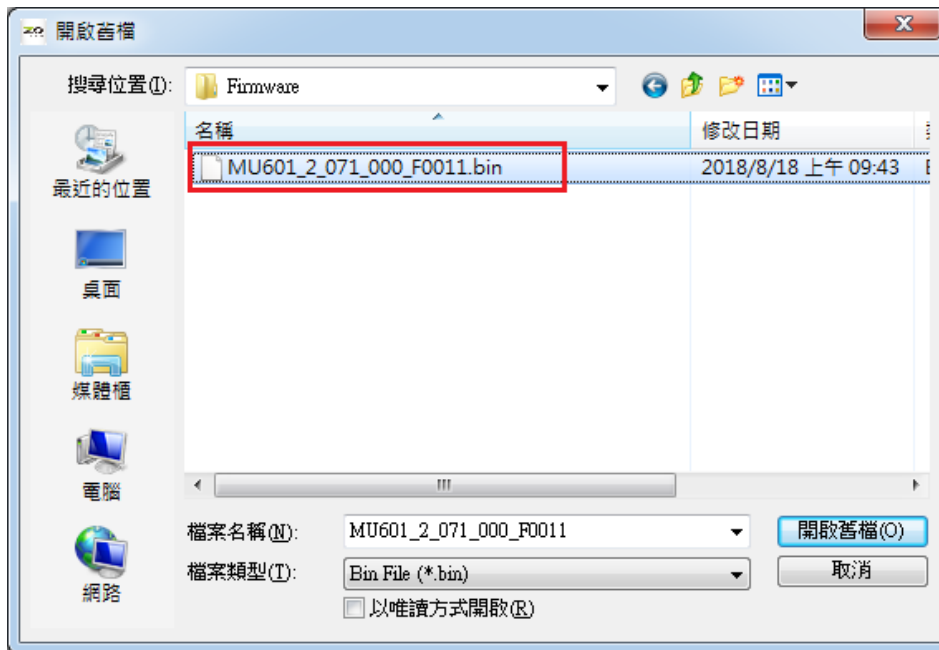 開啟舊檔
搜尋位置(I):
Firmware
名稱
修改日期
MU601_2_071_000_F0011.bin
2018/8/18 上午 09:43
最近的位置
桌面
媒體櫃
電腦
網路
檔案名稱(N):
MU601_2_071_000_F0011
開啟舊檔(O)
檔案類型(T):
Bin File (*.bin)
取消
以唯讀方式開啟(R)